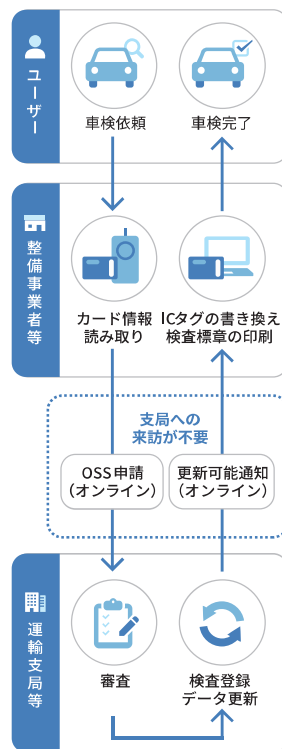 ユーザー
車検依頼
車検完了
整備事業者等
カード情報
読み取り
ICタグの書き換え
検査標章の印刷
支局への
来訪が不要
OSS申請
（オンライン）
更新可能通知
（オンライン）
運輸支局等
審査
検査登録
データ更新